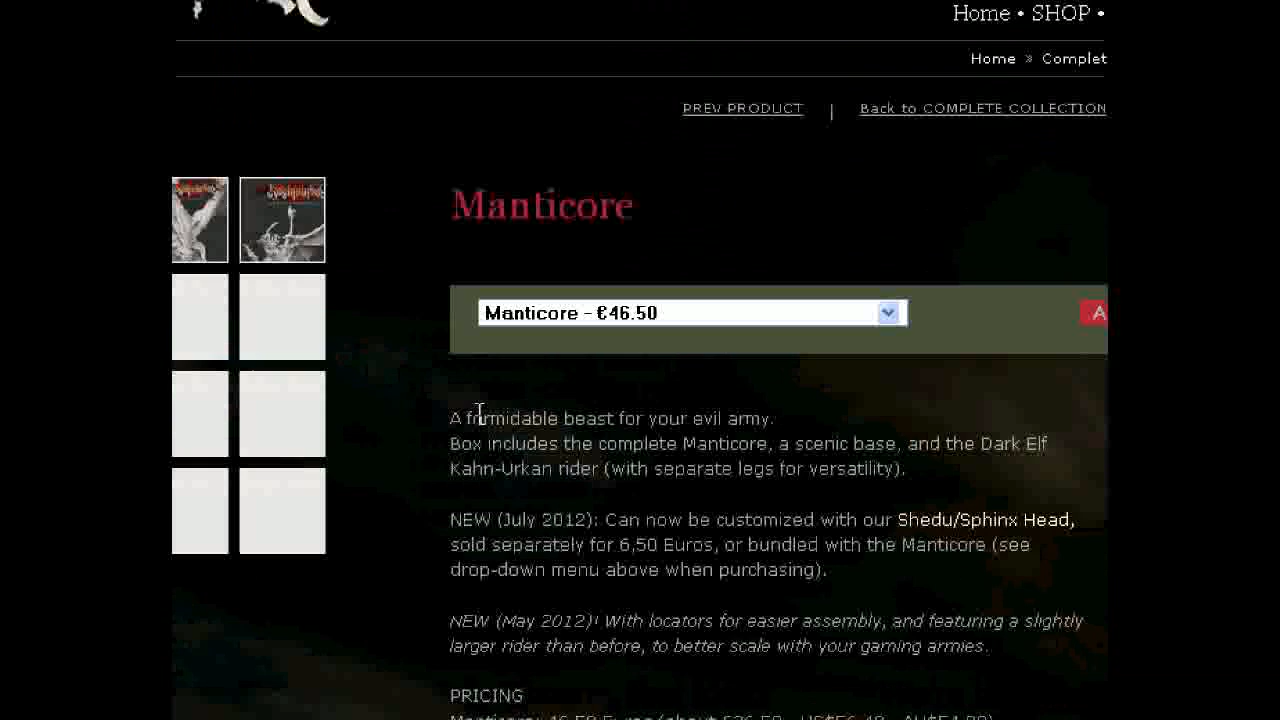 Home • SHOP •
Home » Complet
PREV PRODUCT | Back to COMPLETE COLLECTION
Manticore
Manticore - €46.50
A
A formidable beast for your evil army.
Box includes the complete Manticore, a scenic base, and the Dark Elf
Kahn-Urkan rider (with separate legs for versatility).
NEW (July 2012): Can now be customized with our Shedu/Sphinx Head,
sold separately for 6,50 Euros, or bundled with the Manticore (see
drop-down menu above when purchasing).
NEW (May 2012)! With locators for easier assembly, and featuring a slightly
larger rider than before, to better scale with your gaming armies.
PRICING